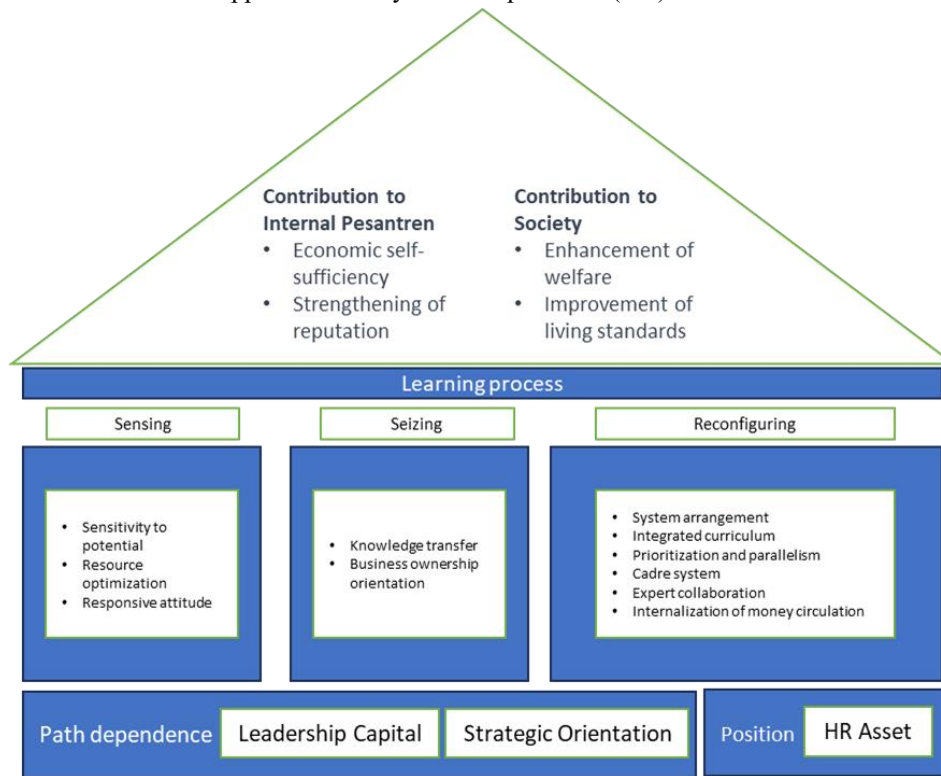 Contribution to
Internal Pesantren
• Economic self-
sufficiency
• Strengthening of
reputation
Contribution to
Society
• Enhancement of
welfare
• Improvement of
living standards
Learning process
Sensing
Seizing
Reconfiguring
• Sensitivity to
potential
• Resource
optimization
• Responsive attitude
• Knowledge transfer
• Business ownership
orientation
• System arrangement
• Integrated curriculum
• Prioritization and parallelism
• Cadre system
• Expert collaboration
• Internalization of money circulation
Path dependence
Leadership Capital
Strategic Orientation
Position
HR Asset